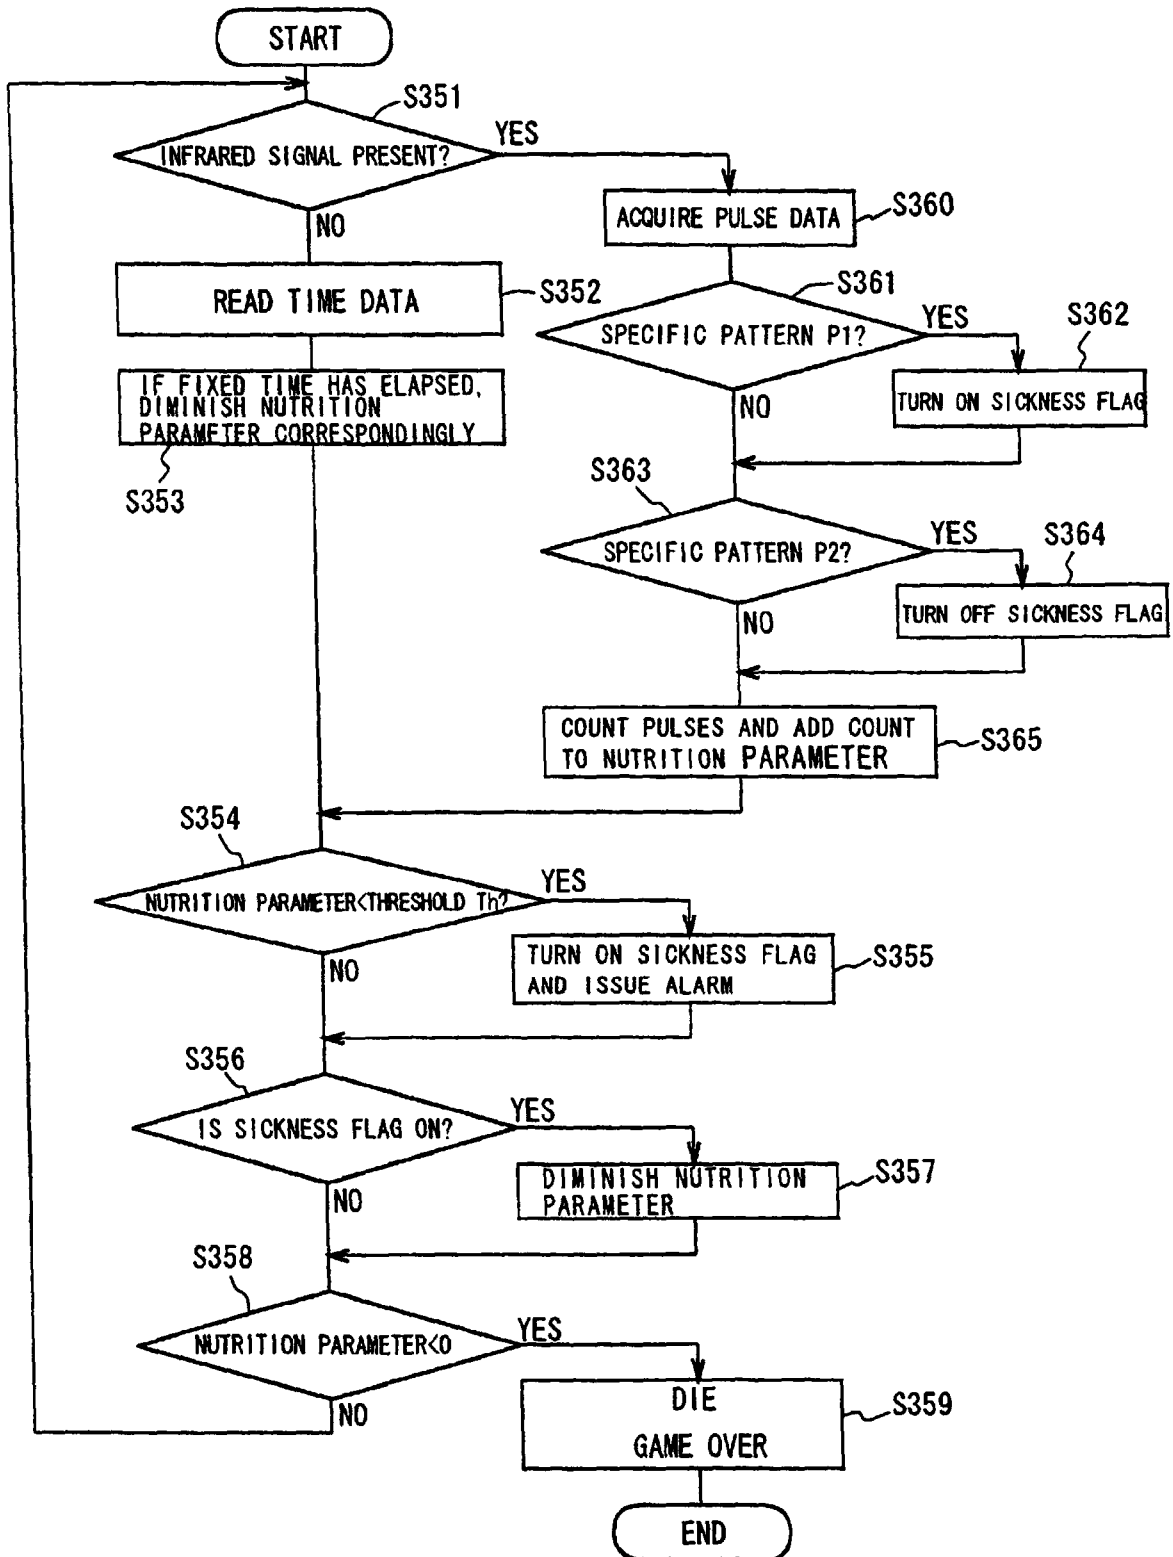 START
S351
INFRARED SIGNAL PRESENT?
YES
NO
ACQUIRE PULSE DATA
S360
READ TIME DATA
S352
S361
SPECIFIC PATTERN P1?
YES
NO
S362
TURN ON SICKNESS FLAG
IF FIXED TIME HAS ELAPSED,
DIMINISH NUTRITION
PARAMETER CORRESPONDINGLY
S353
S363
SPECIFIC PATTERN P2?
YES
NO
S364
TURN OFF SICKNESS FLAG
COUNT PULSES AND ADD COUNT
TO NUTRITION PARAMETER
S365
S354
NUTRITION PARAMETER<THRESHOLD Th?
YES
NO
TURN ON SICKNESS FLAG
AND ISSUE ALARM
S355
S356
IS SICKNESS FLAG ON?
YES
NO
DIMINISH NUTRITION
PARAMETER
S357
S358
NUTRITION PARAMETER<0
YES
NO
DIE
GAME OVER
S359
END